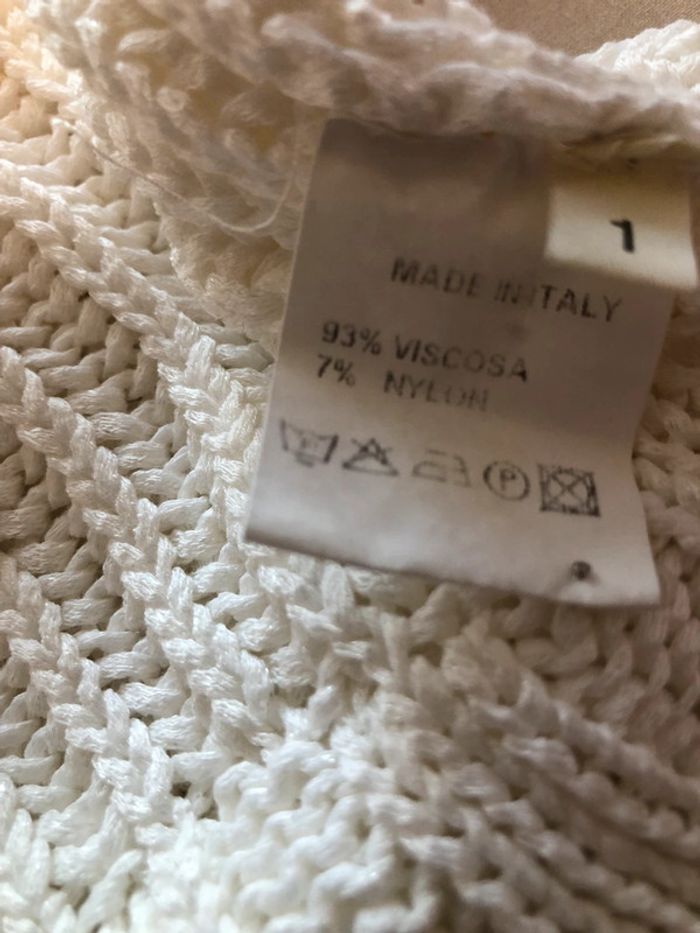 1
MADE IN ITALY
93% VISCOSA
7% NYLON
P